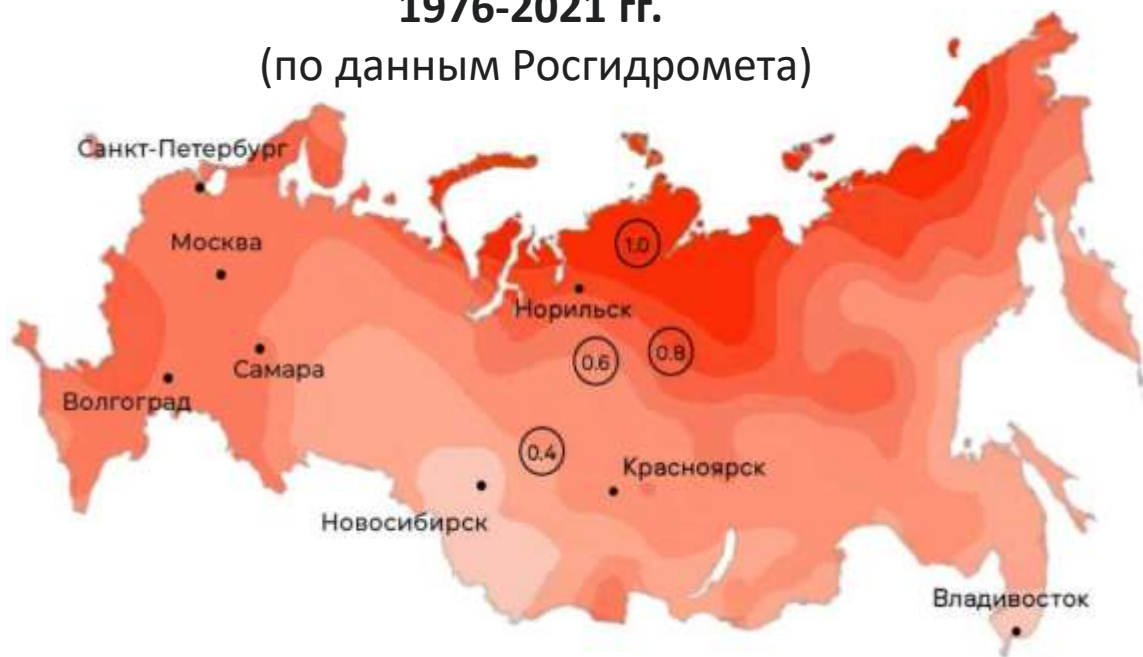 1976-2021 гг.
(по данным Росгидромета)
Санкт-Петербург
Москва
1.0
Норильск
0.6
0.8
Самара
Волгоград
0.4
Красноярск
Новосибирск
Владивосток